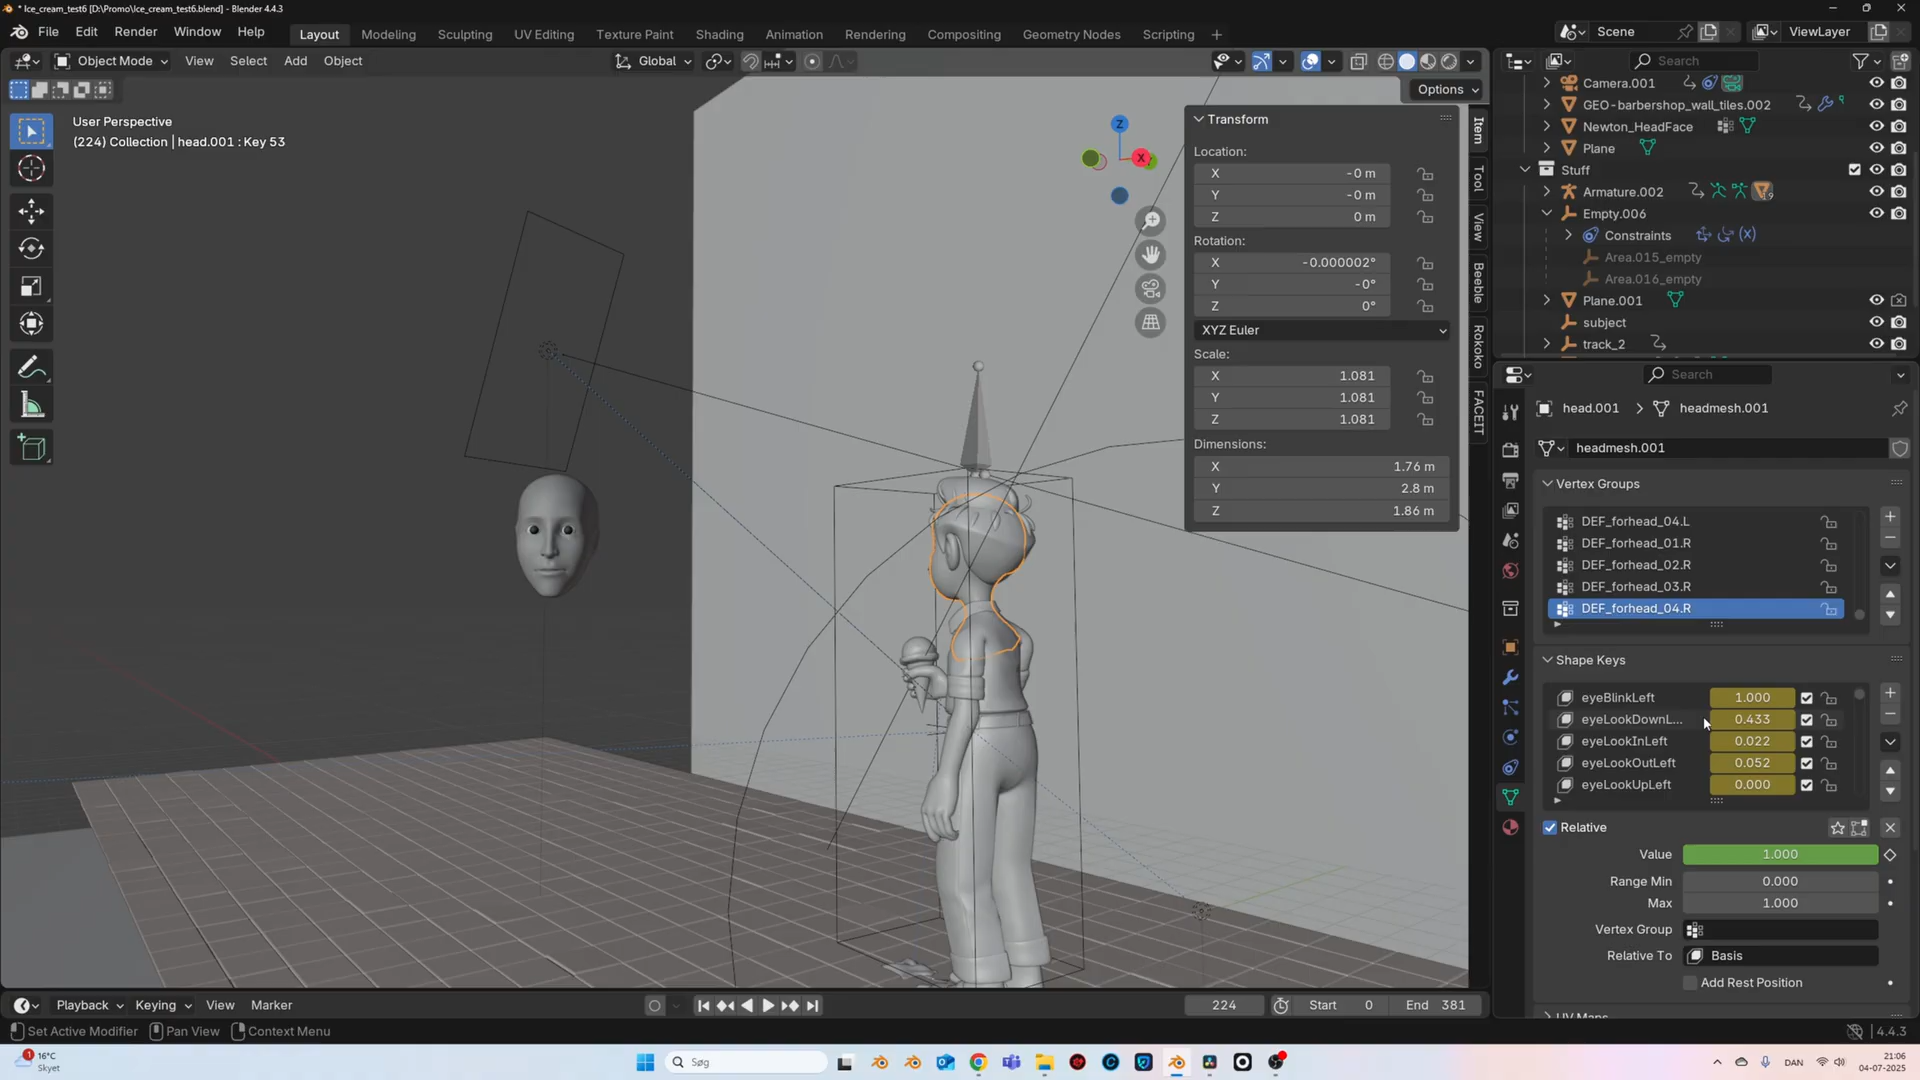 * Ice_cream_test6 [D:\Promo\Ice_cream_test6.blend] - Blender 4.4.3
File Edit Render Window Help
Layout Modeling Sculpting UV Editing Texture Paint Shading Animation Rendering Compositing Geometry Nodes Scripting +
Scene
ViewLayer
Object Mode View Select Add Object
Global
Search
Options
User Perspective
(224) Collection | head.001 : Key 53
Z
X
Transform
Location:
X -0 m
Y -0 m
Z 0 m
Rotation:
X -0.000002°
Y -0°
Z 0°
XYZ Euler
Scale:
X 1.081
Y 1.081
Z 1.081
Dimensions:
X 1.76 m
Y 2.8 m
Z 1.86 m
Item
Tool
View
Beeble
Rokoko
FACEIT
Camera.001
GEO-barbershop_wall_tiles.002
Newton_HeadFace
Plane
Stuff
Armature.002
9
Empty.006
Constraints
Area.015_empty
Area.016_empty
Plane.001
subject
track_2
Search
head.001 > headmesh.001
headmesh.001
Vertex Groups
DEF_forhead_04.L
DEF_forhead_01.R
DEF_forhead_02.R
DEF_forhead_03.R
DEF_forhead_04.R
Shape Keys
eyeBlinkLeft 1.000
eyeLookDownL... 0.433
eyeLookInLeft 0.022
eyeLookOutLeft 0.052
eyeLookUpLeft 0.000
Relative
Value 1.000
Range Min 0.000
Max 1.000
Vertex Group
Relative To Basis
Add Rest Position
UV Maps
Playback Keying View Marker
224 Start 0 End 381
Set Active Modifier Pan View Context Menu
4.4.3
1
16°C
Skyet
Søg
DAN
21:06
04-07-2025